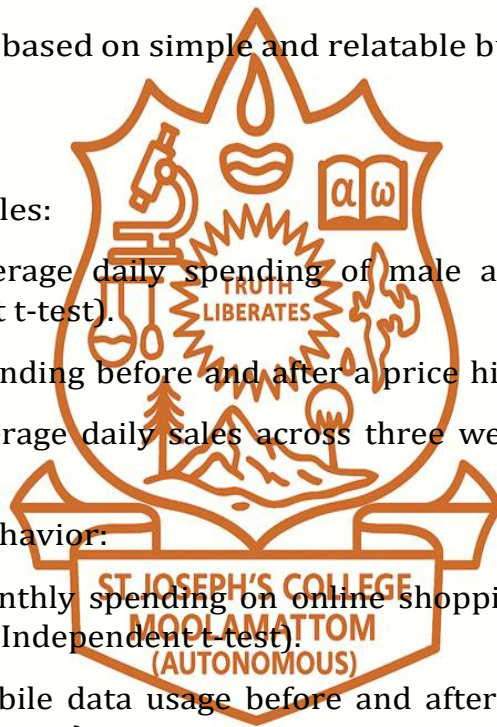 based on simple and relatable bu
les:
erage daily spending of male a
t t-test).
nding before and after a price hi
erage daily sales across three we
havior:
nthly spending on online shoppi
Independent t-test).
bile data usage before and after
α ω
TRUTH
LIBERATES
ST JOSEPH'S COLLEGE
MOOLAMATTOM
(AUTONOMOUS)